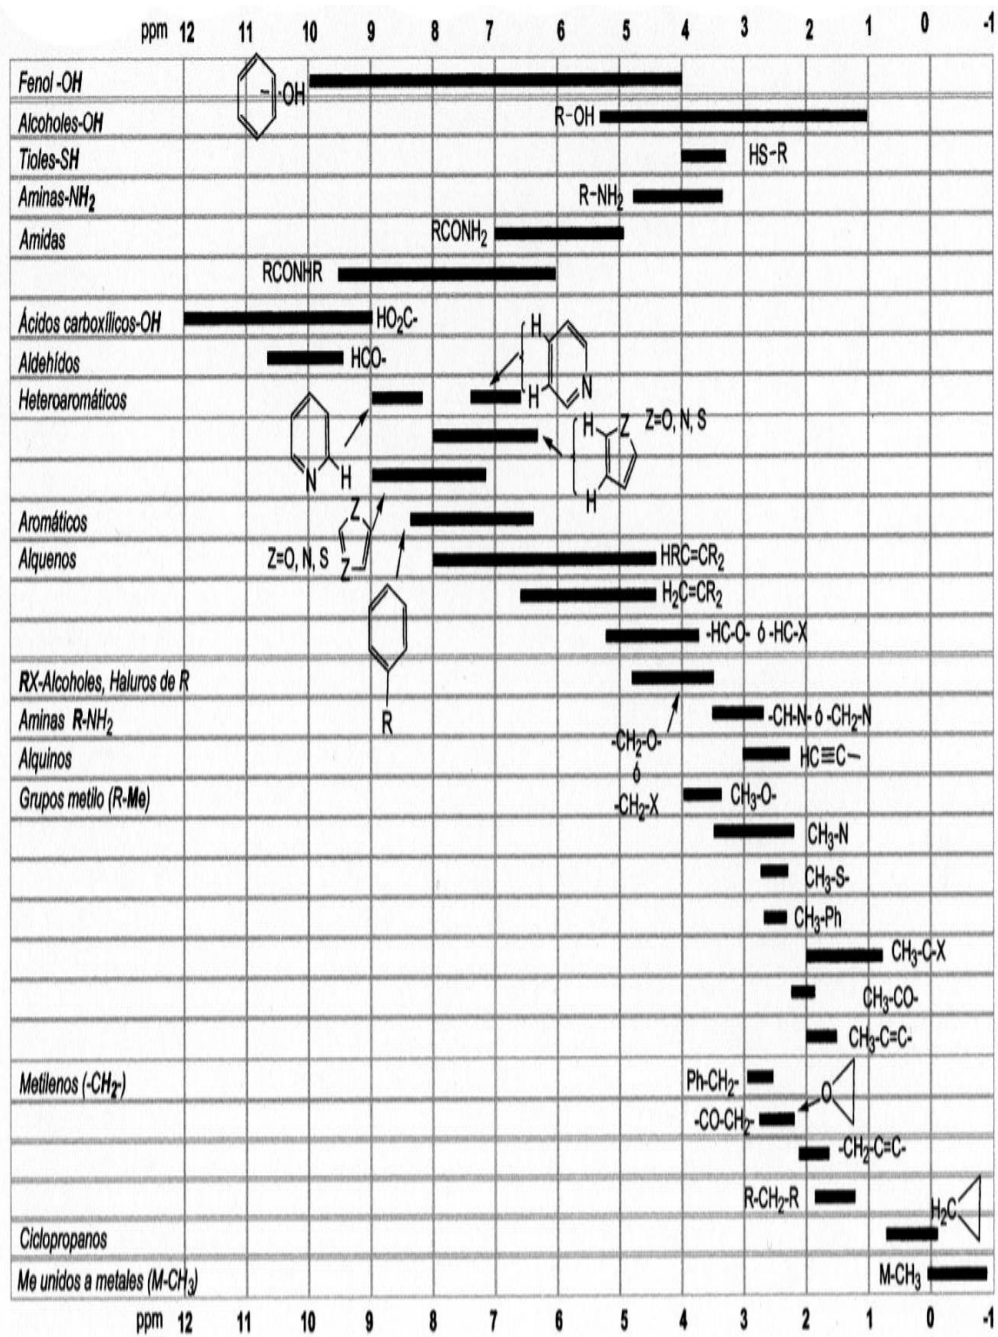 ppm 12 11 10 9 8 7 6 5 4 3 2 1 0 -1
Fenol -OH
-OH
Alcoholes-OH
R-OH
Tioles-SH
HS-R
Aminas-NH₂
R-NH₂
Amidas
RCONH₂
RCONHR
Ácidos carboxílicos-OH
HO₂C-
Aldehídos
HCO-
H
Heteroaromáticos
H
N
N
H
H
Z
Z=O, N, S
H
Aromáticos
Z
Z=O, N, S
Z
Alquenos
HRC=CR₂
H₂C=CR₂
-HC-O- ó -HC-X
RX-Alcoholes, Haluros de R
R
Aminas R-NH₂
-CH-N- ó -CH₂-N
-CH₂-O-
ó
-CH₂-X
Alquinos
HC≡C-
Grupos metilo (R-Me)
CH₃-O-
CH₃-N
CH₃-S-
CH₃-Ph
CH₃-C-X
CH₃-CO-
CH₃-C=C-
Metilenos (-CH₂-)
Ph-CH₂-
O
-CO-CH₂-
-CH₂-C=C-
R-CH₂-R
H₂C
Ciclopropanos
Me unidos a metales (M-CH₃)
M-CH₃
ppm 12 11 10 9 8 7 6 5 4 3 2 1 0 -1